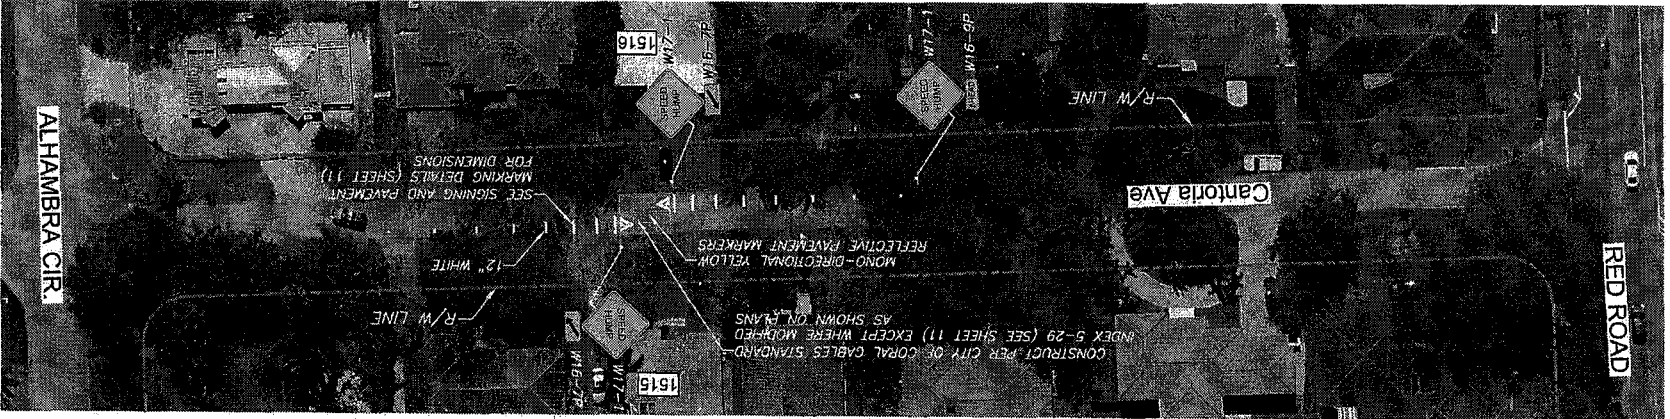 ALHAMBRA CIR.
RED ROAD
Cantoria Ave
1515
W17-1
W16-7P
SPEED
HUMP
CONSTRUCT PER CITY OF CORAL GABLES STANDARD
INDEX 5-29 (SEE SHEET 11) EXCEPT WHERE MODIFIED
AS SHOWN ON PLANS
R/W LINE
MONO-DIRECTIONAL YELLOW
REFLECTIVE PAVEMENT MARKERS
12" WHITE
SEE SIGNING AND PAVEMENT
MARKING DETAILS (SHEET 11)
FOR DIMENSIONS
R/W LINE
SPEED
HUMP
W17-1
W16-9P
SPEED
HUMP
W17-1
W16-7P
1516